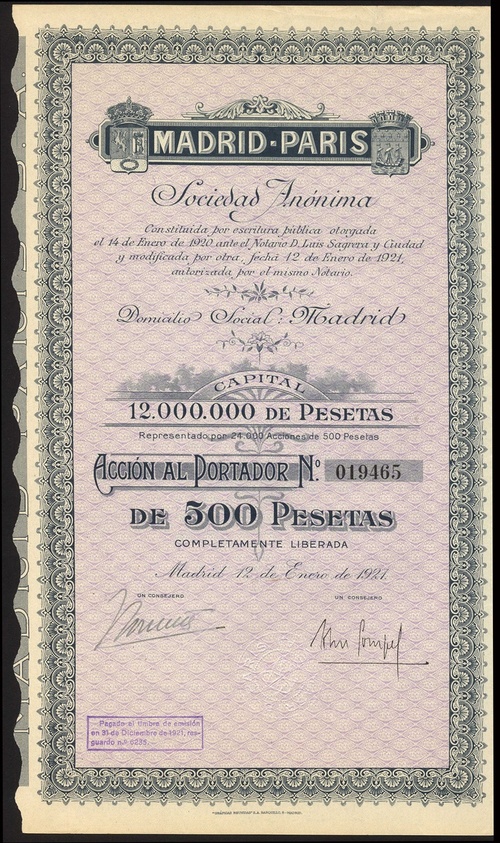 MADRID-PARIS
Sociedad Anónima
Constituida por escritura pública otorgada
el 14 de Enero de 1920 ante el Notario D. Luis Sagrera y Ciudad
y modificada por otra, fecha 12 de Enero de 1921,
autorizada por el mismo Notario.
Domicilio Social: Madrid
CAPITAL
12.000.000 DE PESETAS
Representado por 24.000 Acciones de 500 Pesetas
ACCIÓN AL PORTADOR Nº 019465
DE 500 PESETAS
COMPLETAMENTE LIBERADA
Madrid 12 de Enero de 1921.
UN CONSEJERO
UN CONSEJERO
Pagado el timbre de emisión
en 31 de Diciembre de 1921, res-
guardo n.º 6235.